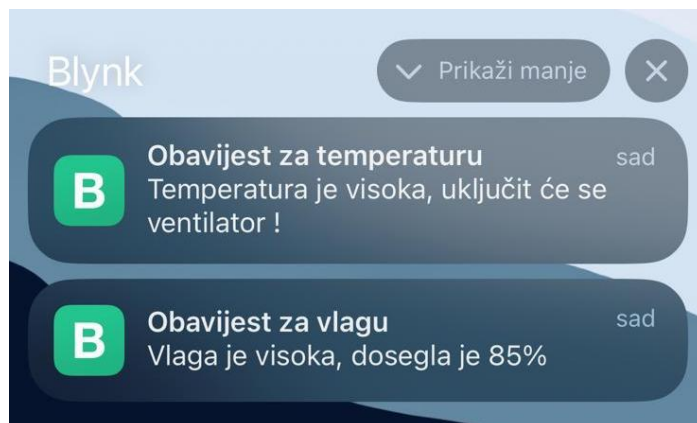 Blynk
Prikaži manje
Obavijest za temperaturu
sad
Temperatura je visoka, uključit će se
ventilator !
B
Obavijest za vlagu
sad
Vlaga je visoka, dosegla je 85%
B